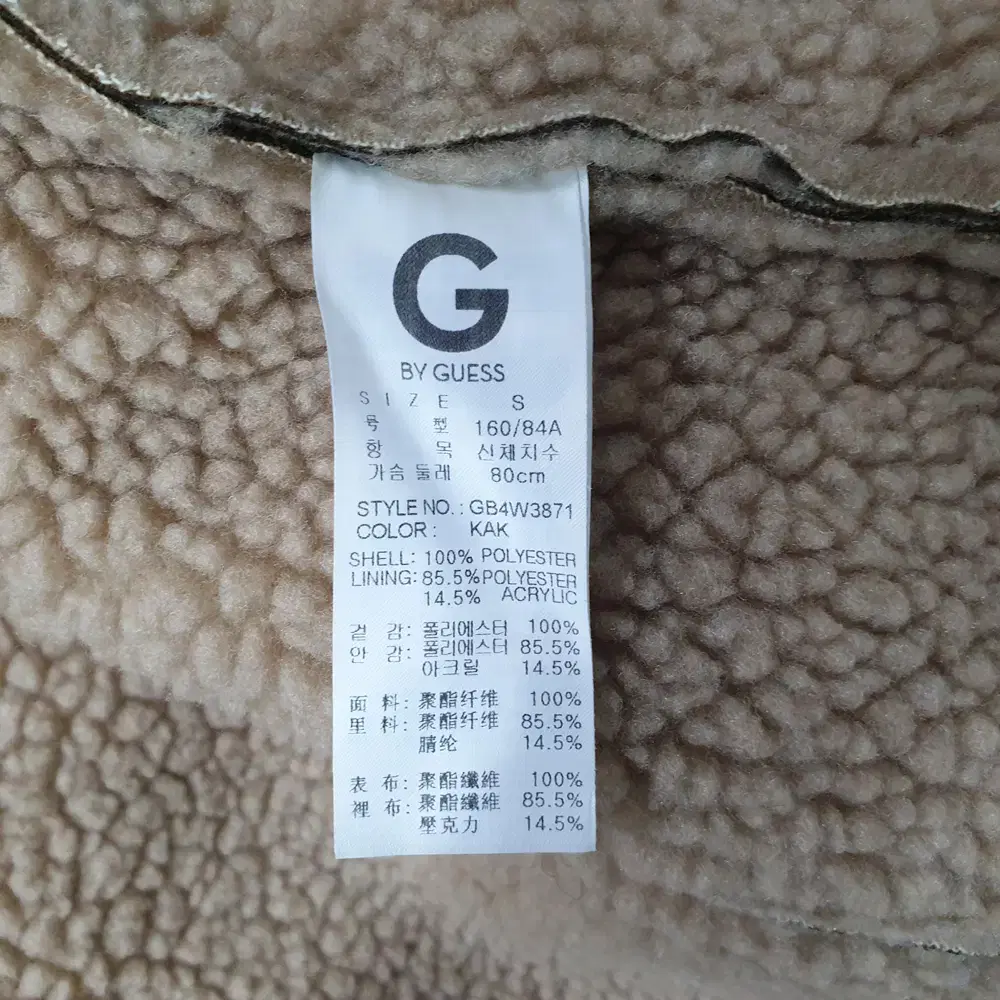 G
BY GUESS
SIZE S
号 型 160/84A
항 목 신체치수
가슴 둘레 80cm
STYLE NO.: GB4W3871
COLOR: KAK
SHELL: 100% POLYESTER
LINING: 85.5% POLYESTER
14.5% ACRYLIC
겉 감: 폴리에스터 100%
안 감: 폴리에스터 85.5%
아크릴 14.5%
面 料: 聚酯纤维 100%
里 料: 聚酯纤维 85.5%
腈纶 14.5%
表 布: 聚酯纖維 100%
裡 布: 聚酯纖維 85.5%
壓克力 14.5%